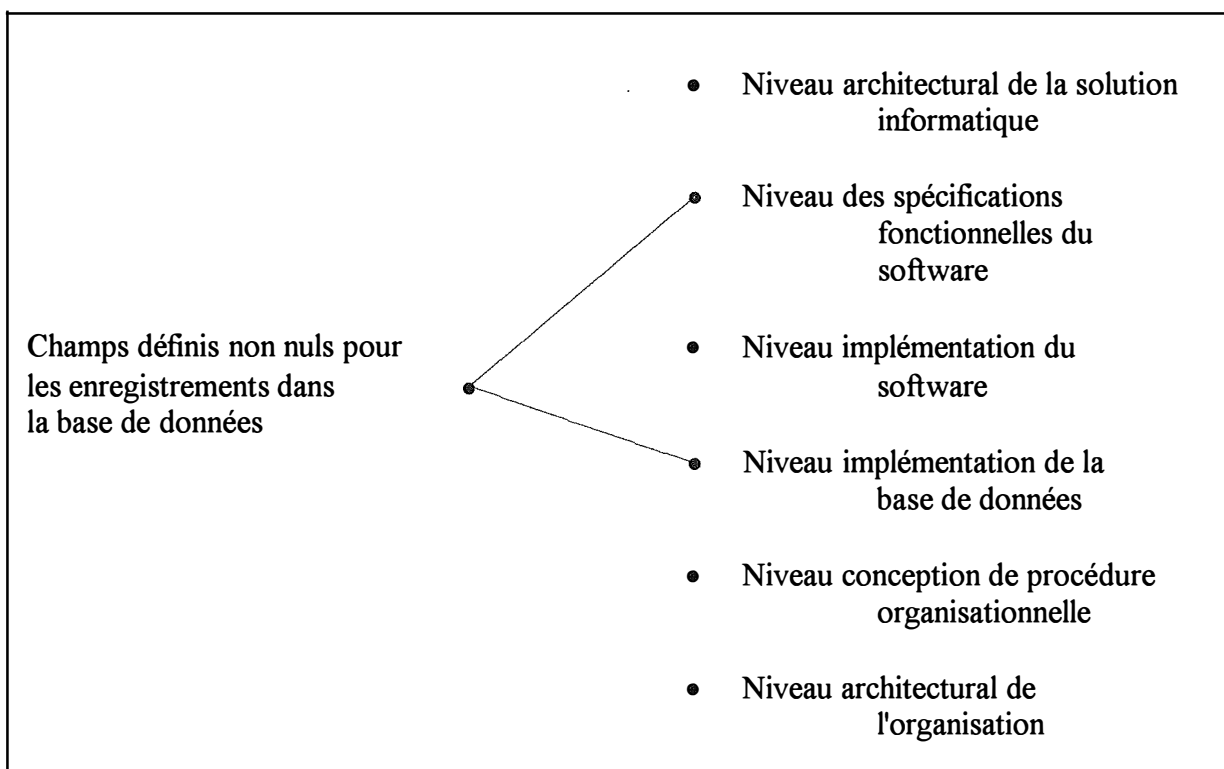 Niveau architectural de la solution
informatique
Niveau des spécifications
fonctionnelles du
software
Champs définis non nuls pour
les enregistrements dans
la base de données
Niveau implémentation du
software
Niveau implémentation de la
base de données
Niveau conception de procédure
organisationnelle
Niveau architectural de
l'organisation